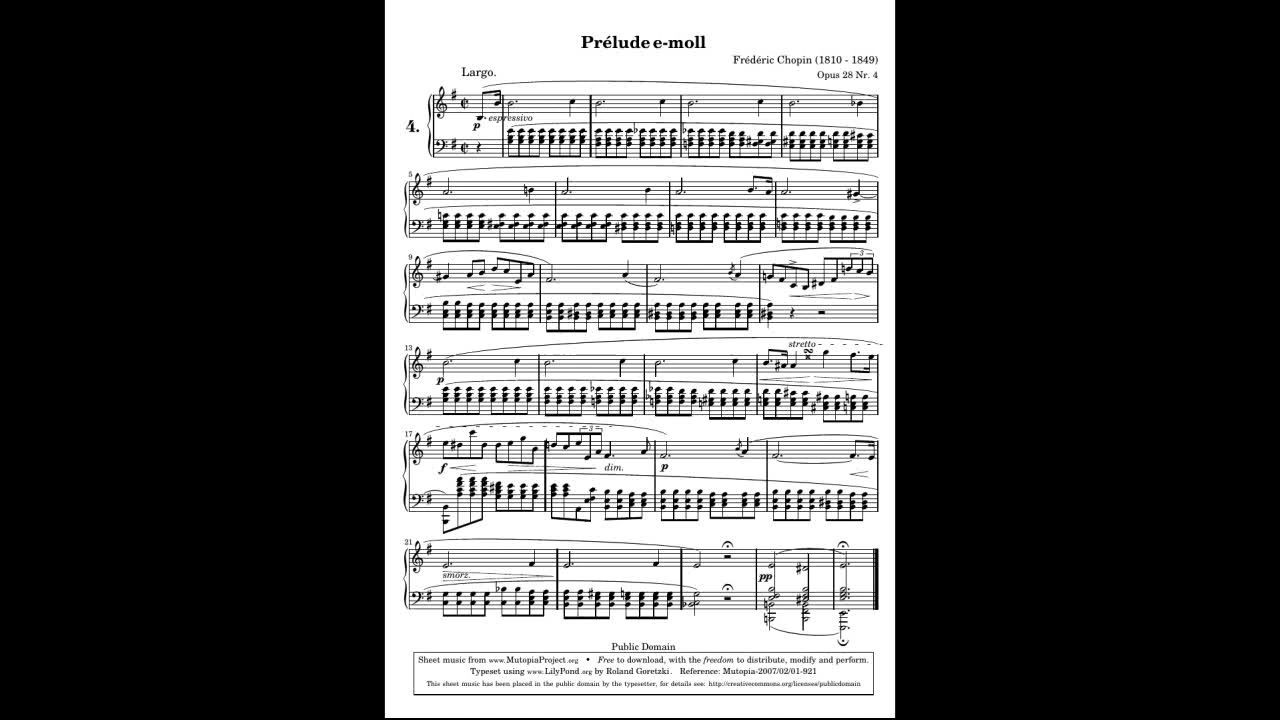 Prélude e-moll
Frédéric Chopin (1810 - 1849)
Opus 28 Nr. 4
Largo.
4.
p
espressivo
5
9
3
13
stretto
p
2
17
3
f
dim.
p
21
smorz.
pp
Public Domain
Sheet music from www.MutopiaProject.org • Free to download, with the freedom to distribute, modify and perform.
Typeset using www.LilyPond.org by Roland Goretzki. Reference: Mutopia-2007/02/01-921
This sheet music has been placed in the public domain by the typesetter, for details see: http://creativecommons.org/licenses/publicdomain